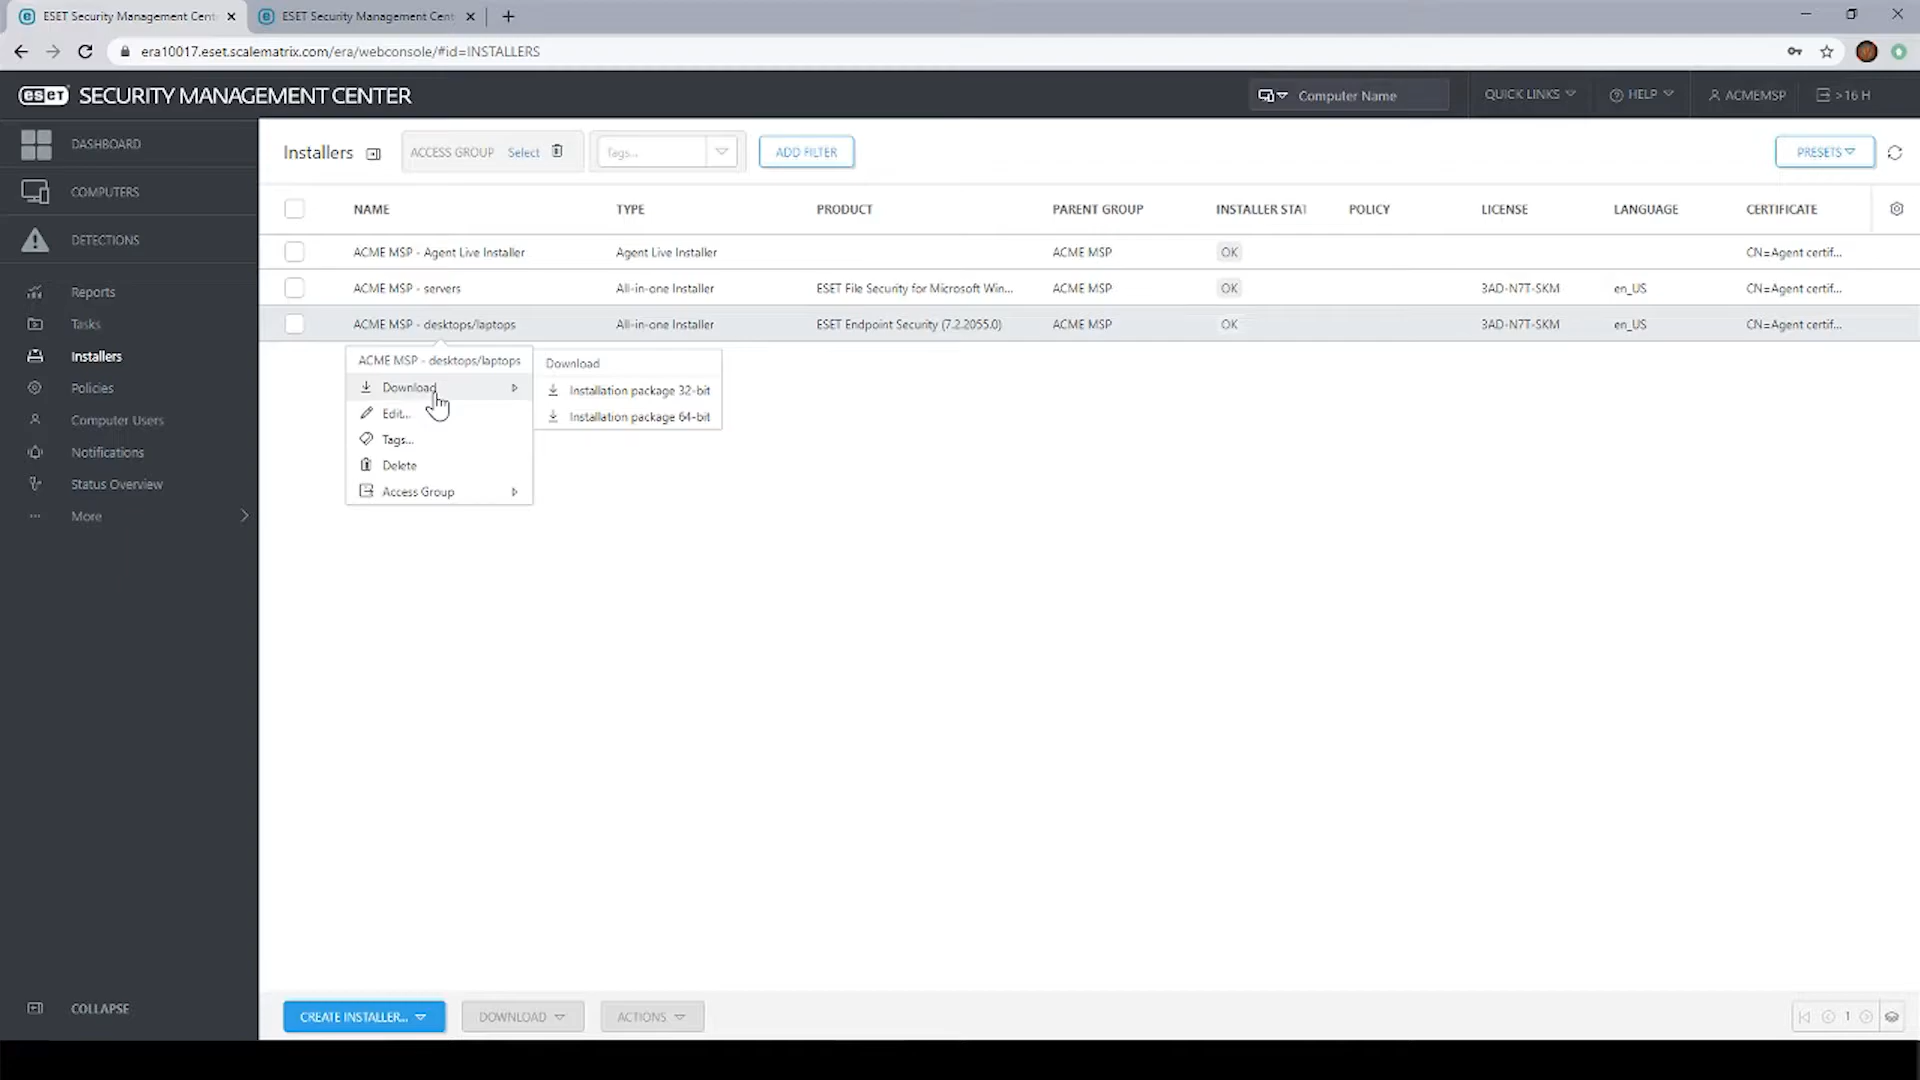 ESET Security Management Cent
ESET Security Management Cent
era10017.eset.scalematrix.com/era/webconsole/#id=INSTALLERS
eset SECURITY MANAGEMENT CENTER
Computer Name
QUICK LINKS
HELP
ACMEMSP
>16 H
DASHBOARD
COMPUTERS
DETECTIONS
Reports
Tasks
Installers
Policies
Computer Users
Notifications
Status Overview
More
COLLAPSE
Installers
ACCESS GROUP Select
Tags...
ADD FILTER
PRESETS
NAME TYPE PRODUCT PARENT GROUP INSTALLER STAT POLICY LICENSE LANGUAGE CERTIFICATE
ACME MSP - Agent Live Installer Agent Live Installer ACME MSP OK CN=Agent certif...
ACME MSP - servers All-in-one Installer ESET File Security for Microsoft Win... ACME MSP OK 3AD-N7T-SKM en_US CN=Agent certif...
ACME MSP - desktops/laptops All-in-one Installer ESET Endpoint Security (7.2.2055.0) ACME MSP OK 3AD-N7T-SKM en_US CN=Agent certif...
ACME MSP - desktops/laptops
Download
Edit...
Tags...
Delete
Access Group
Download
Installation package 32-bit
Installation package 64-bit
CREATE INSTALLER...
DOWNLOAD
ACTIONS
1